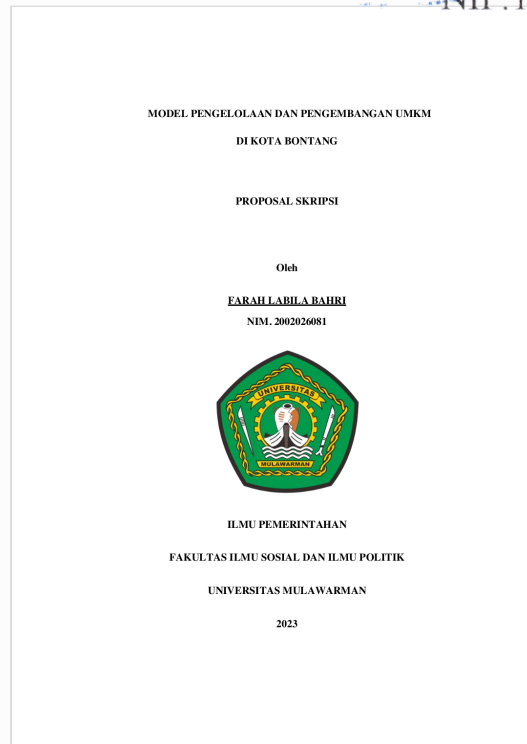 MODEL PENGELOLAAN DAN PENGEMBANGAN UMKM
DI KOTA BONTANG
PROPOSAL SKRIPSI
Oleh
FARAH LABILA BAHRI
NIM. 2002026081
UNIVERSITAS
MULAWARMAN
ILMU PEMERINTAHAN
FAKULTAS ILMU SOSIAL DAN ILMU POLITIK
UNIVERSITAS MULAWARMAN
2023